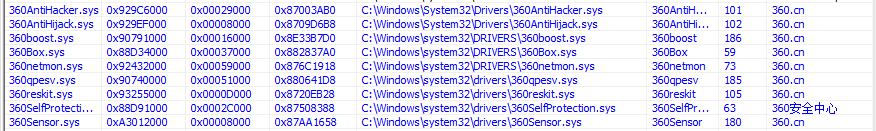 360AntiHacker.sys 0x929C6000 0x00029000 0x87003AB0 C:\Windows\System32\Drivers\360AntiHacker.sys 360AntiH... 101 360.cn
360AntiHijack.sys 0x929EF000 0x00008000 0x8709D6B8 C:\Windows\System32\Drivers\360AntiHijack.sys 360AntiH... 102 360.cn
360boost.sys 0x90791000 0x00016000 0x8E33B7D0 C:\Windows\system32\DRIVERS\360boost.sys 360boost 186 360.cn
360Box.sys 0x88D34000 0x00037000 0x882837A0 C:\Windows\system32\DRIVERS\360Box.sys 360Box 59 360.cn
360netmon.sys 0x92432000 0x00059000 0x876C1918 C:\Windows\system32\DRIVERS\360netmon.sys 360netmon 73 360.cn
360qpesv.sys 0x90740000 0x00051000 0x880641D8 C:\Windows\system32\drivers\360qpesv.sys 360qpesv 185 360.cn
360reskit.sys 0x93255000 0x0000D000 0x8720EB28 C:\Windows\system32\drivers\360reskit.sys 360reskit 105 360.cn
360SelfProtecti... 0x88D91000 0x0002C000 0x87508388 C:\Windows\system32\drivers\360SelfProtection.sys 360SelfPr... 63 360安全中心
360Sensor.sys 0xA3012000 0x00008000 0x87AA1658 C:\Windows\system32\drivers\360Sensor.sys 360Sensor 180 360.cn